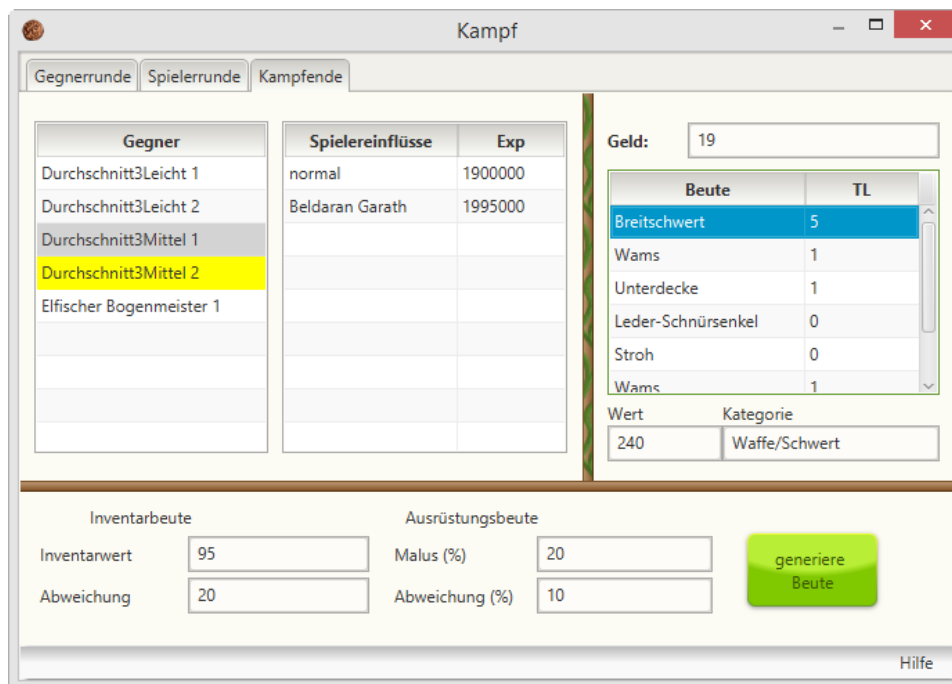 Kampf
Gegnerrunde Spielerrunde Kampfende
Gegner
Durchschnitt3Leicht 1
Durchschnitt3Leicht 2
Durchschnitt3Mittel 1
Durchschnitt3Mittel 2
Elfischer Bogenmeister 1
Spielereinflüsse Exp
normal 1900000
Beldaran Garath 1995000
Geld: 19
Beute TL
Breitschwert 5
Wams 1
Unterdecke 1
Leder-Schnürsenkel 0
Stroh 0
Wams 1
Wert Kategorie
240 Waffe/Schwert
Inventarbeute
Inventarwert 95
Abweichung 20
Ausrüstungsbeute
Malus (%) 20
Abweichung (%) 10
generiere
Beute
Hilfe